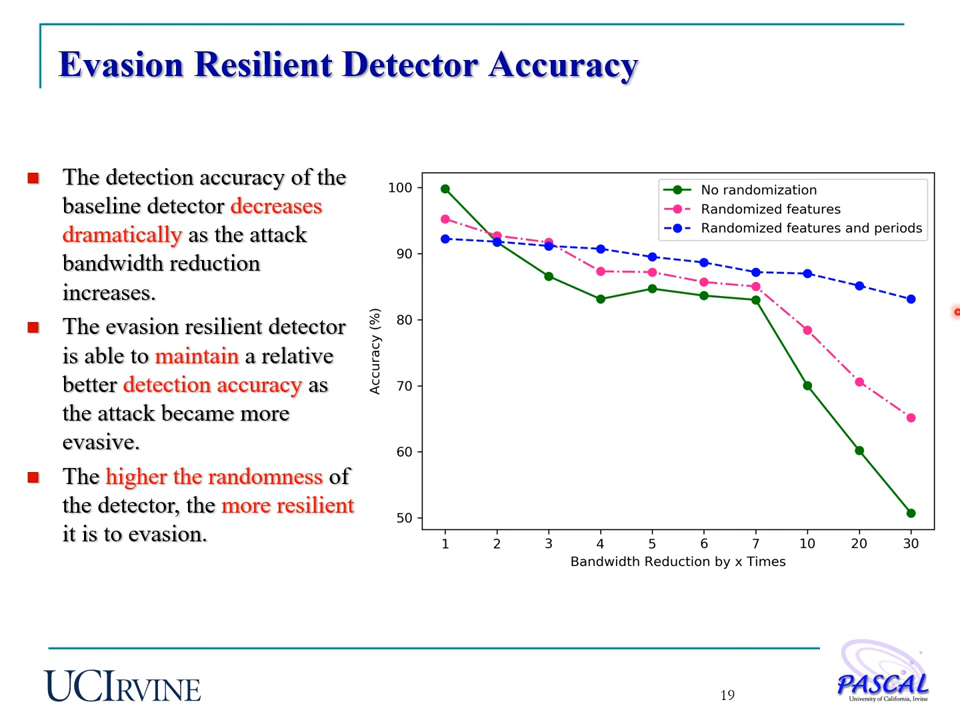 Evasion Resilient Detector Accuracy
The detection accuracy of the
baseline detector decreases
dramatically as the attack
bandwidth reduction
increases.
The evasion resilient detector
is able to maintain a relative
better detection accuracy as
the attack became more
evasive.
The higher the randomness of
the detector, the more resilient
it is to evasion.
No randomization
Randomized features
Randomized features and periods
Accuracy (%)
100
90
80
70
60
50
1 2 3 4 5 6 7 10 20 30
Bandwidth Reduction by x Times
UCIRVINE
19
PASCAL
University of California, Irvine